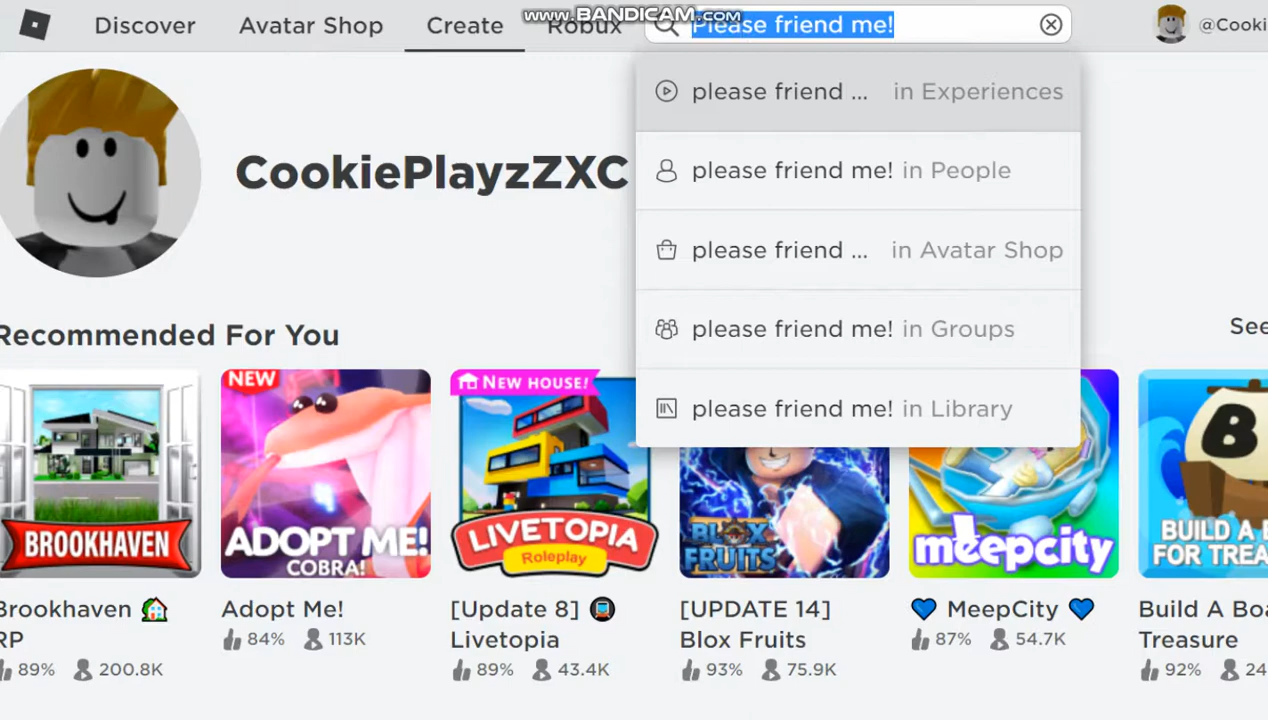 Discover
Avatar Shop
Create
Robux
www.BANDICAM.com
Please friend me!
@Cooki
please friend ... in Experiences
please friend me! in People
please friend ... in Avatar Shop
please friend me! in Groups
please friend me! in Library
CookiePlayzZXC
Recommended For You
See
BROOKHAVEN
NEW
ADOPT ME!
COBRA!
NEW HOUSE!
LIVETOPIA
Roleplay
BLOX
FRUITS
meepcity
B
BUILD A B
FOR TREA
Brookhaven 🏠
RP
89% 200.8K
Adopt Me!
84% 113K
[Update 8] 🚇
Livetopia
89% 43.4K
[UPDATE 14]
Blox Fruits
93% 75.9K
💙 MeepCity 💙
87% 54.7K
Build A Boa
Treasure
92% 24